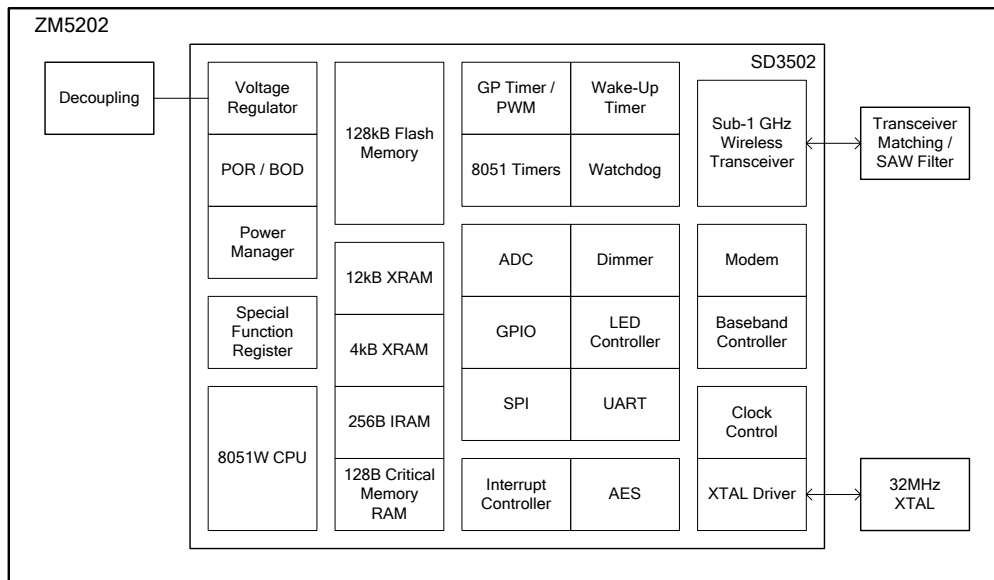 ZM5202
SD3502
Decoupling
Voltage
Regulator
POR / BOD
Power
Manager
Special
Function
Register
8051W CPU
128kB Flash
Memory
12kB XRAM
4kB XRAM
256B IRAM
128B Critical
Memory
RAM
GP Timer /
PWM
Wake-Up
Timer
8051 Timers
Watchdog
ADC
Dimmer
GPIO
LED
Controller
SPI
UART
Interrupt
Controller
AES
Sub-1 GHz
Wireless
Transceiver
Modem
Baseband
Controller
Clock
Control
XTAL Driver
Transceiver
Matching /
SAW Filter
32MHz
XTAL